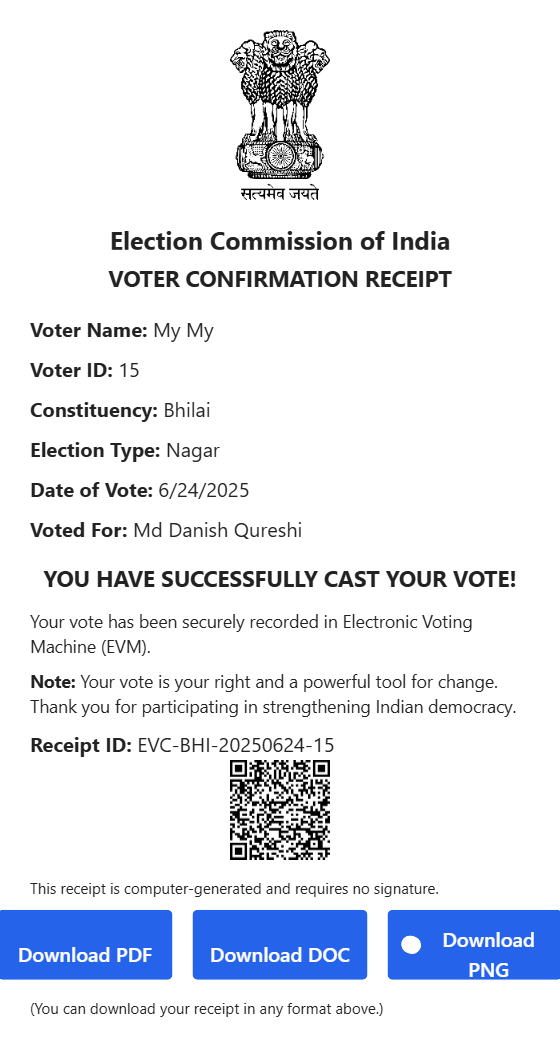 सत्यमेव जयते
Election Commission of India
VOTER CONFIRMATION RECEIPT
Voter Name: My My
Voter ID: 15
Constituency: Bhilai
Election Type: Nagar
Date of Vote: 6/24/2025
Voted For: Md Danish Qureshi
YOU HAVE SUCCESSFULLY CAST YOUR VOTE!
Your vote has been securely recorded in Electronic Voting
Machine (EVM).
Note: Your vote is your right and a powerful tool for change.
Thank you for participating in strengthening Indian democracy.
Receipt ID: EVC-BHI-20250624-15
This receipt is computer-generated and requires no signature.
Download PDF
Download DOC
Download
PNG
(You can download your receipt in any format above.)